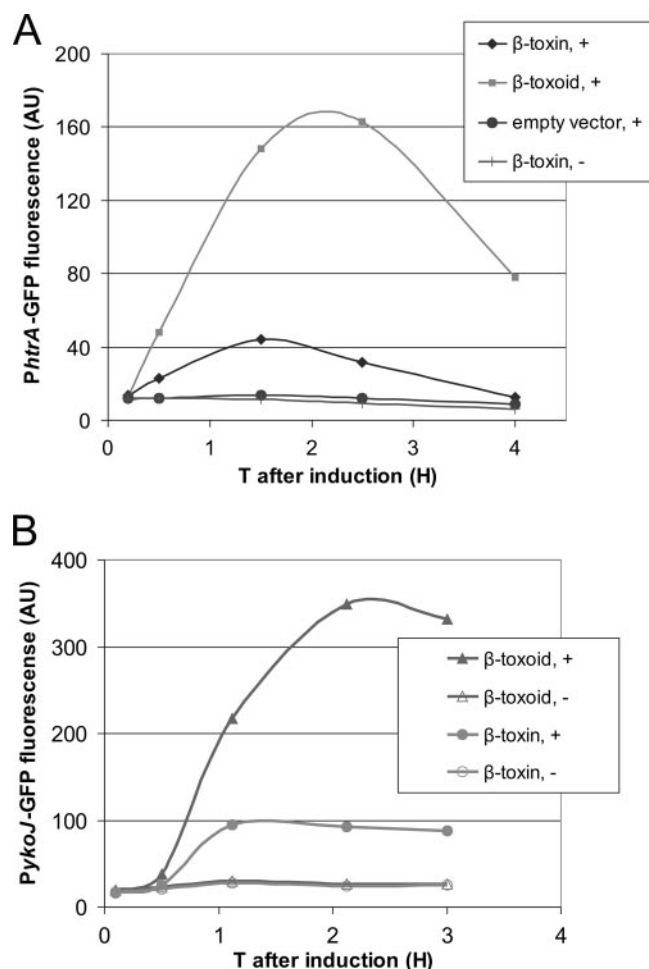 A
PhtrA-GFP fluorescence (AU)
200
160
120
80
40
0
0 1 2 3 4
T after induction (H)
β-toxin, +
β-toxoid, +
empty vector, +
β-toxin, -
B
PykoJ-GFP fluorescense (AU)
400
300
200
100
0
0 1 2 3 4
T after induction (H)
β-toxoid, +
β-toxoid, -
β-toxin, +
β-toxin, -